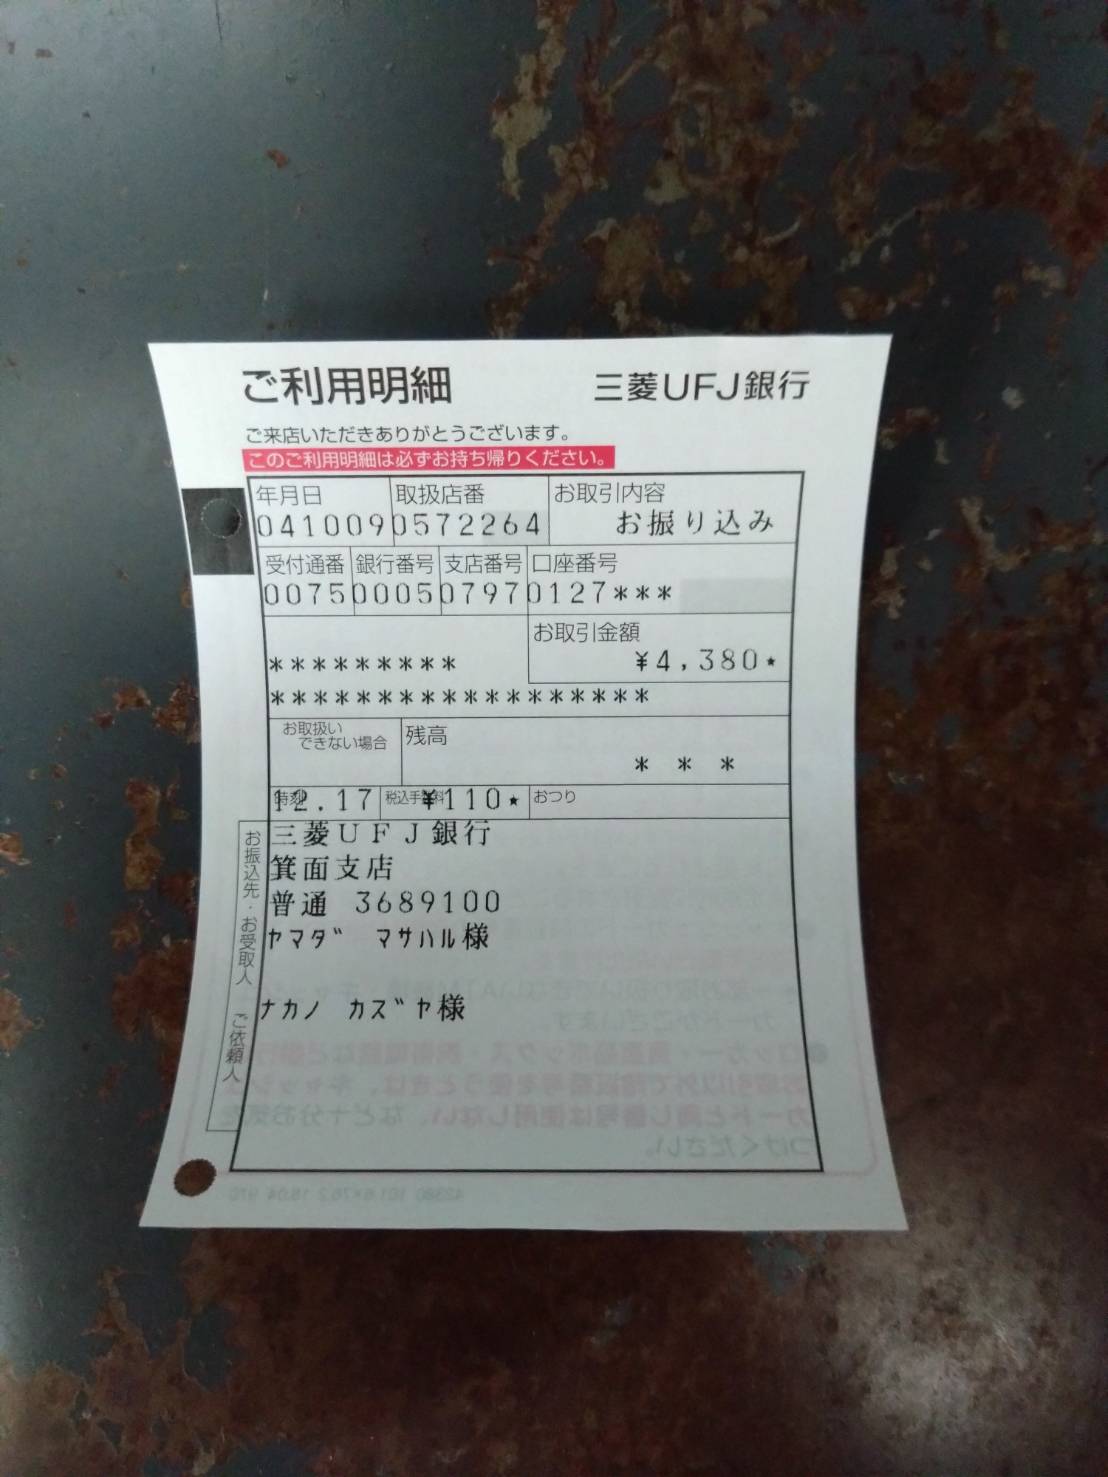 ご利用明細 三菱UFJ銀行
ご来店いただきありがとうございます。
このご利用明細は必ずお持ち帰りください。
年月日 取扱店番 お取引内容
041009 0572264 お振り込み
受付通番 銀行番号 支店番号 口座番号
0075 0005 0797 0127***
お取引金額
********* ¥4,380★
******************
お取扱いできない場合 残高
* * *
時刻 税込手数料 おつり
12.17 ¥110★
三菱UFJ銀行
箕面支店
普通 3689100
ヤマダ゛ マサハル様
ナカノ カズヤ様
お振込先・お受取人 ご依頼人